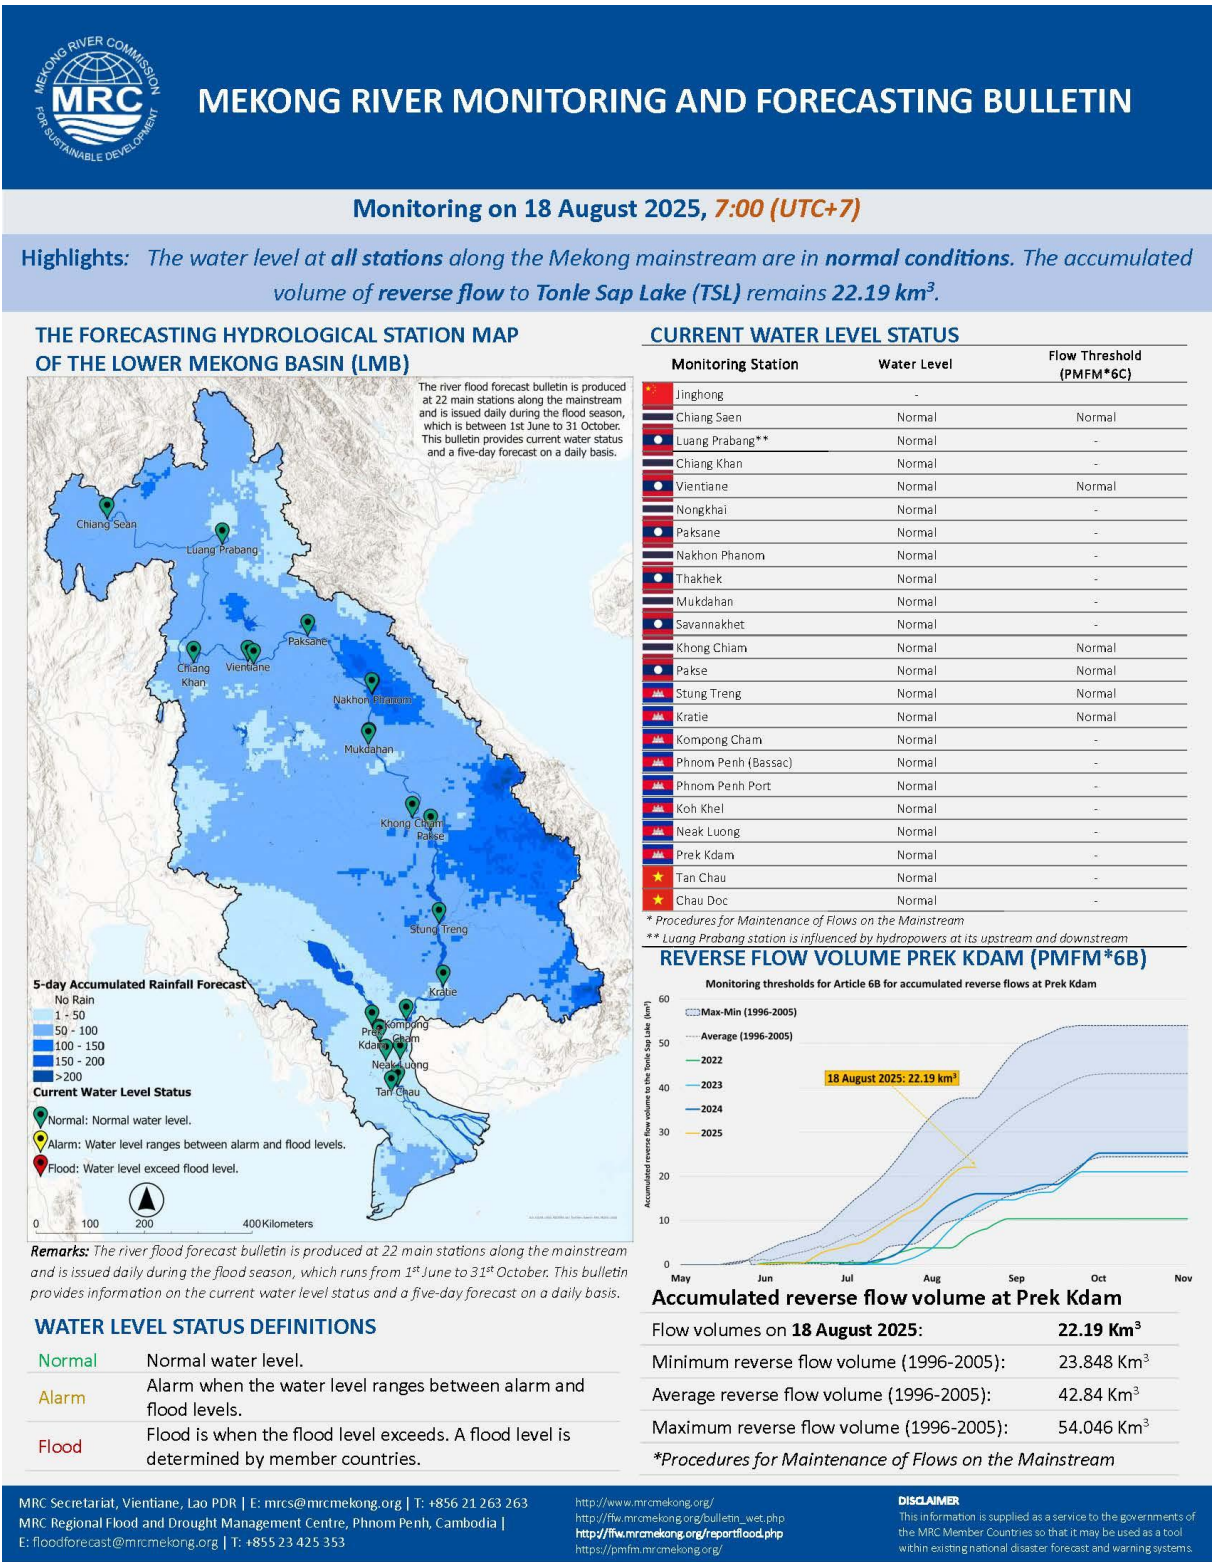 MEKONG RIVER COMMISSION
MRC
FOR SUSTAINABLE DEVELOPMENT
MEKONG RIVER MONITORING AND FORECASTING BULLETIN
Monitoring on 18 August 2025, 7:00 (UTC+7)
Highlights: The water level at all stations along the Mekong mainstream are in normal conditions. The accumulated
volume of reverse flow to Tonle Sap Lake (TSL) remains 22.19 km³.
THE FORECASTING HYDROLOGICAL STATION MAP
OF THE LOWER MEKONG BASIN (LMB)
The river flood forecast bulletin is produced
at 22 main stations along the mainstream
and is issued daily during the flood season,
which is between 1st June to 31 October.
This bulletin provides current water status
and a five-day forecast on a daily basis.
Chiang Sean
Luang Prabang
Paksane
Chiang
Khan
Vientiane
Nakhon Phanom
Mukdahan
Khong Chiam
Pakse
Stung Treng
Kratie
Kompong
Cham
Prek
Kdam
Neak Luong
Tan Chau
5-day Accumulated Rainfall Forecast
No Rain
1 - 50
50 - 100
100 - 150
150 - 200
>200
Current Water Level Status
Normal: Normal water level.
Alarm: Water level ranges between alarm and flood levels.
Flood: Water level exceed flood level.
0 100 200 400 Kilometers
Remarks: The river flood forecast bulletin is produced at 22 main stations along the mainstream
and is issued daily during the flood season, which runs from 1st June to 31st October. This bulletin
provides information on the current water level status and a five-day forecast on a daily basis.
WATER LEVEL STATUS DEFINITIONS
Normal Normal water level.
Alarm Alarm when the water level ranges between alarm and
flood levels.
Flood Flood is when the flood level exceeds. A flood level is
determined by member countries.
CURRENT WATER LEVEL STATUS
Monitoring Station Water Level Flow Threshold
(PMFM*6C)
Jinghong -
Chiang Saen Normal Normal
Luang Prabang** Normal -
Chiang Khan Normal -
Vientiane Normal Normal
Nongkhai Normal -
Paksane Normal -
Nakhon Phanom Normal -
Thakhek Normal -
Mukdahan Normal -
Savannakhet Normal -
Khong Chiam Normal Normal
Pakse Normal Normal
Stung Treng Normal Normal
Kratie Normal Normal
Kompong Cham Normal -
Phnom Penh (Bassac) Normal -
Phnom Penh Port Normal -
Koh Khel Normal -
Neak Luong Normal -
Prek Kdam Normal -
Tan Chau Normal -
Chau Doc Normal -
* Procedures for Maintenance of Flows on the Mainstream
** Luang Prabang station is influenced by hydropowers at its upstream and downstream
REVERSE FLOW VOLUME PREK KDAM (PMFM*6B)
Monitoring thresholds for Article 6B for accumulated reverse flows at Prek Kdam
Accumulated reverse flow volume to the Tonle Sap Lake (km³)
60
50
40
30
20
10
0
Max-Min (1996-2005)
Average (1996-2005)
2022
2023
2024
2025
18 August 2025: 22.19 km³
May Jun Jul Aug Sep Oct Nov
Accumulated reverse flow volume at Prek Kdam
Flow volumes on 18 August 2025: 22.19 Km³
Minimum reverse flow volume (1996-2005): 23.848 Km³
Average reverse flow volume (1996-2005): 42.84 Km³
Maximum reverse flow volume (1996-2005): 54.046 Km³
*Procedures for Maintenance of Flows on the Mainstream
MRC Secretariat, Vientiane, Lao PDR | E: mrcs@mrcmekong.org | T: +856 21 263 263
MRC Regional Flood and Drought Management Centre, Phnom Penh, Cambodia |
E: floodforecast@mrcmekong.org | T: +855 23 425 353
http://www.mrcmekong.org/
http://ffw.mrcmekong.org/bulletin_wet.php
http://ffw.mrcmekong.org/reportflood.php
https://pmfm.mrcmekong.org/
DISCLAIMER
This information is supplied as a service to the governments of
the MRC Member Countries so that it may be used as a tool
within existing national disaster forecast and warning systems.